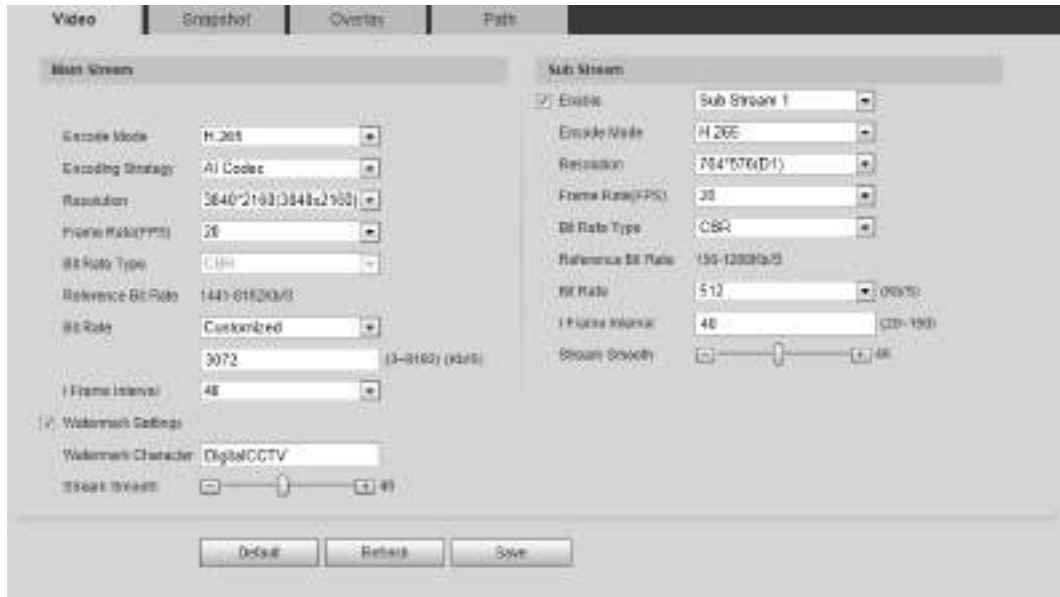 Video
Snapshot
Overlay
Path
Main Stream
Encode Mode H.265
Encoding Strategy AI Codec
Resolution 3840*2160(3840x2160)
Frame Rate(FPS) 20
Bit Rate Type CBR
Reference Bit Rate
Bit Rate Customized
3072
I Frame Interval 40
Watermark Settings
Watermark Character DigitalCCTV
Stream Smooth
Sub Stream
Enable Sub Stream 1
Encode Mode H.265
Resolution 704*576(D1)
Frame Rate(FPS) 20
Bit Rate Type CBR
Reference Bit Rate
Bit Rate 512 (Kb/S)
I Frame Interval 40 (20~150)
Stream Smooth
Default
Refresh
Save